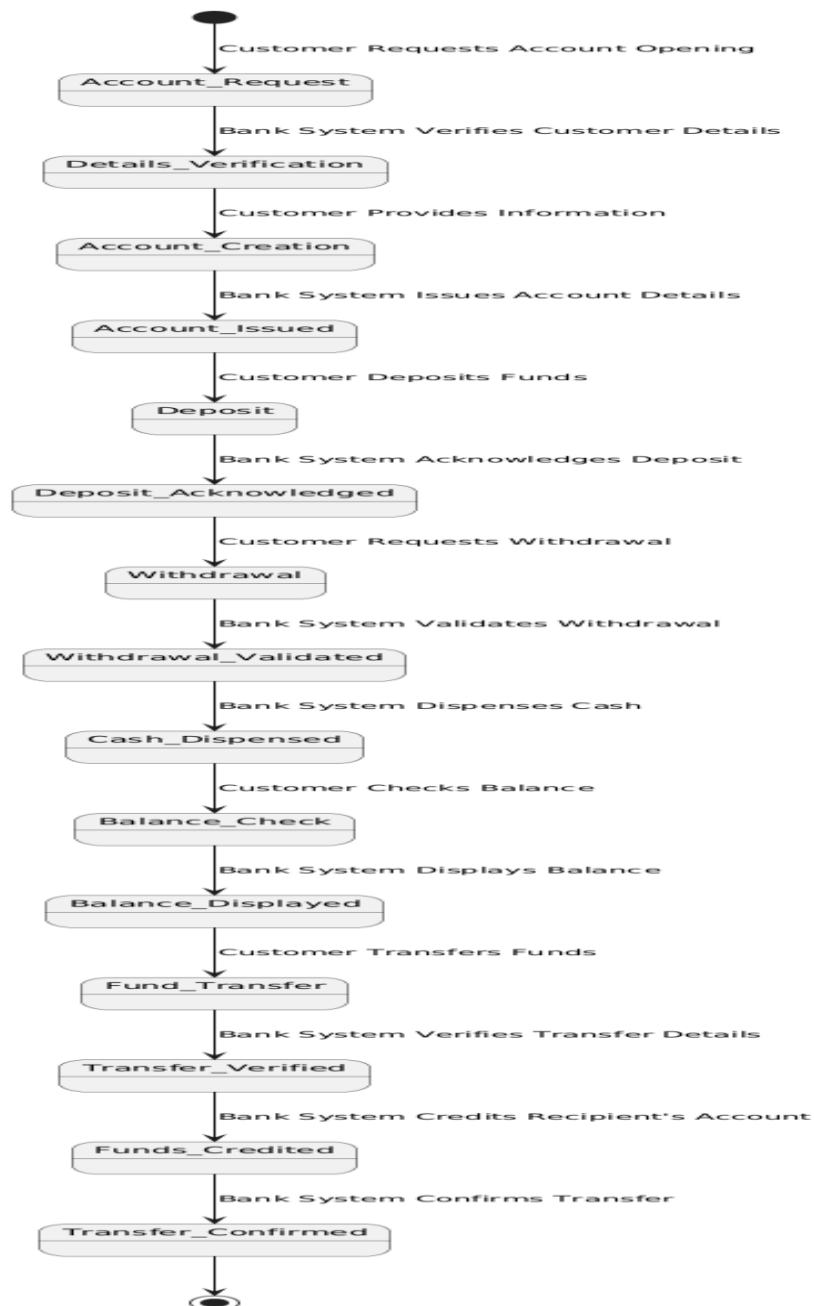 Customer Requests Account Opening
Account_Request
Bank System Verifies Customer Details
Details_Verification
Customer Provides Information
Account_Creation
Bank System Issues Account Details
Account_Issued
Customer Deposits Funds
Deposit
Bank System Acknowledges Deposit
Deposit_Acknowledged
Customer Requests Withdrawal
Withdrawal
Bank System Validates Withdrawal
Withdrawal_Validated
Bank System Dispenses Cash
Cash_Dispensed
Customer Checks Balance
Balance_Check
Bank System Displays Balance
Balance_Displayed
Customer Transfers Funds
Fund_Transfer
Bank System Verifies Transfer Details
Transfer_Verified
Bank System Credits Recipient's Account
Funds_Credited
Bank System Confirms Transfer
Transfer_Confirmed